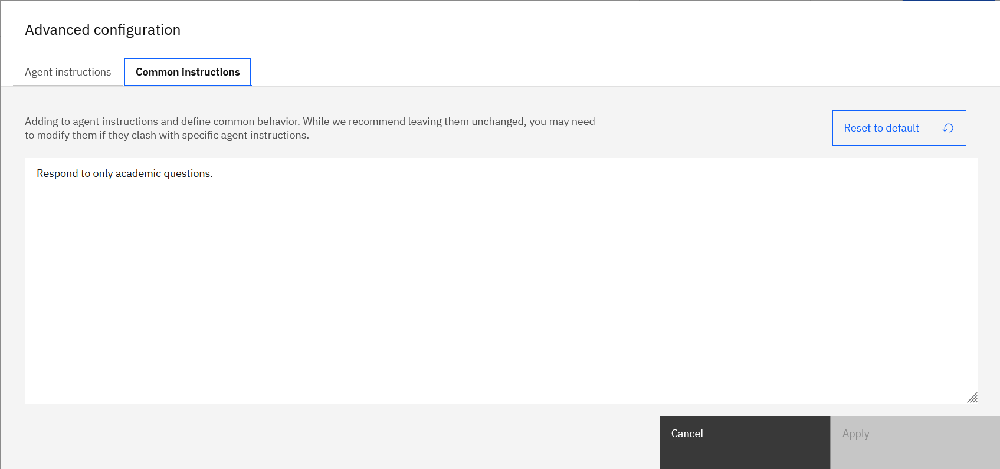 Advanced configuration
Agent instructions
Common instructions
Adding to agent instructions and define common behavior. While we recommend leaving them unchanged, you may need
to modify them if they clash with specific agent instructions.
Reset to default
Respond to only academic questions.
Cancel
Apply